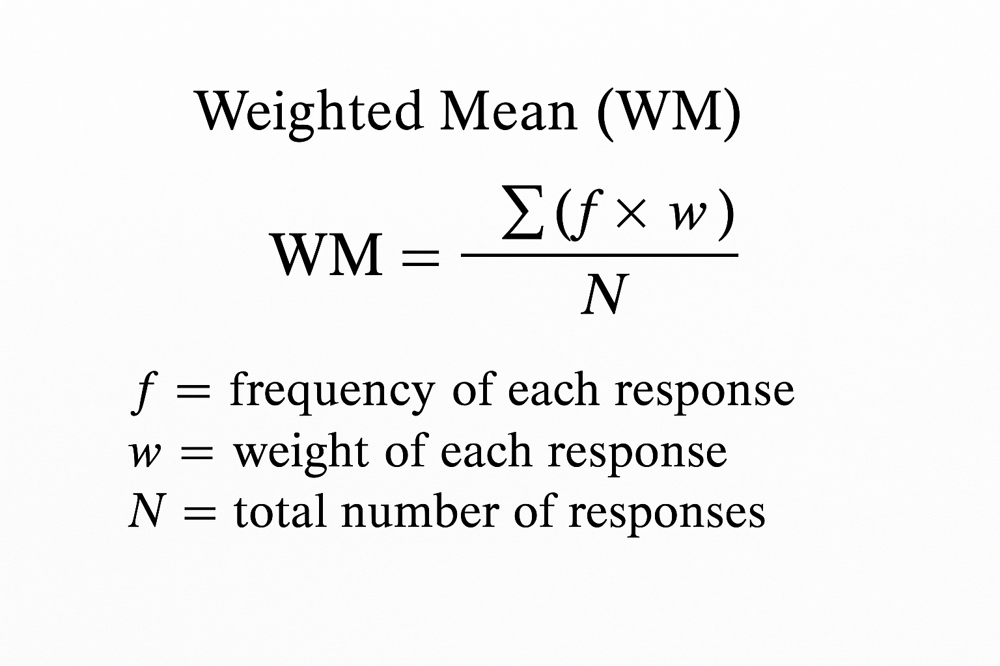 Weighted Mean (WM)
WM = ∑(f × w) / N
f = frequency of each response
w = weight of each response
N = total number of responses